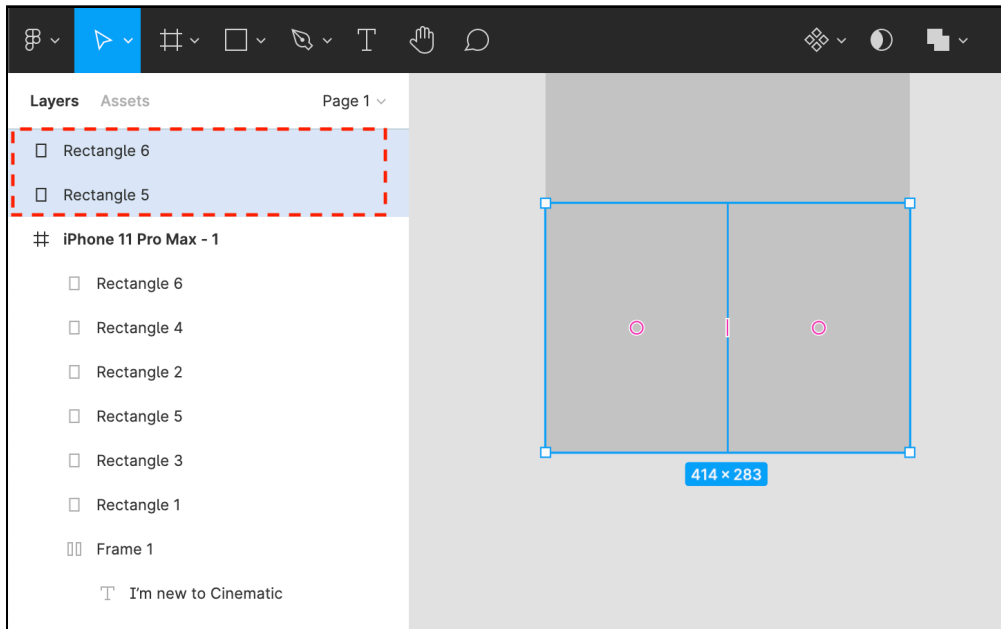 Layers Assets Page 1
Rectangle 6
Rectangle 5
iPhone 11 Pro Max - 1
Rectangle 6
Rectangle 4
Rectangle 2
Rectangle 5
Rectangle 3
Rectangle 1
Frame 1
I'm new to Cinematic
414 × 283